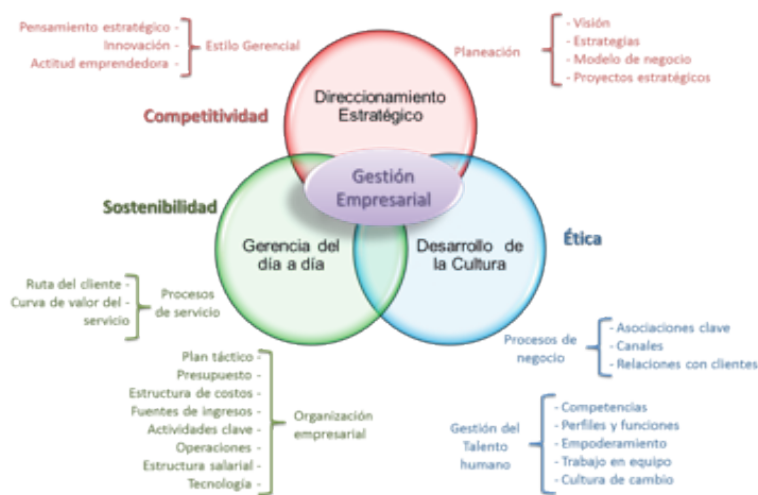 Pensamiento estratégico -
Innovación -
Actitud emprendedora -
Estilo Gerencial
Planeación
- Visión
- Estrategias
- Modelo de negocio
- Proyectos estratégicos
Direccionamiento
Estratégico
Competitividad
Gestión
Empresarial
Sostenibilidad
Ética
Gerencia del
día a día
Desarrollo de
la Cultura
Ruta del cliente -
Curva de valor del -
servicio
Procesos
de servicio
Procesos de
negocio
- Asociaciones clave
- Canales
- Relaciones con clientes
Plan táctico -
Presupuesto -
Estructura de costos -
Fuentes de ingresos -
Actividades clave -
Operaciones -
Estructura salarial -
Tecnología -
Organización
empresarial
Gestión del
Talento
humano
- Competencias
- Perfiles y funciones
- Empoderamiento
- Trabajo en equipo
- Cultura de cambio